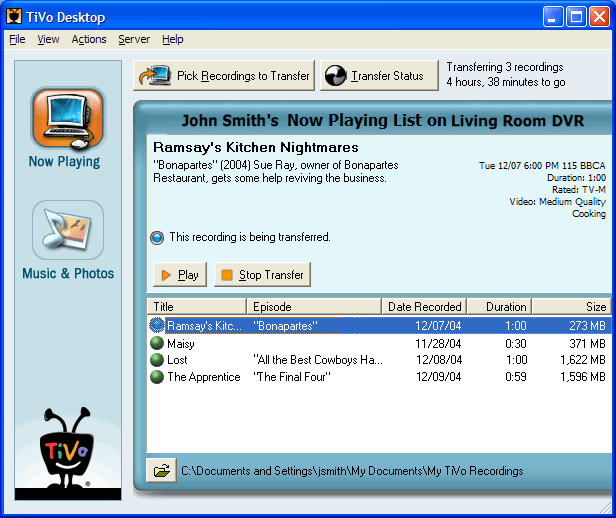 TiVo Desktop
File View Actions Server Help
Pick Recordings to Transfer
Transfer Status
Transferring 3 recordings
4 hours, 38 minutes to go
Now Playing
Music & Photos
TiVo
John Smith's Now Playing List on Living Room DVR
Ramsay's Kitchen Nightmares
"Bonapartes" (2004) Sue Ray, owner of Bonapartes
Restaurant, gets some help reviving the business.
Tue 12/07 6:00 PM 115 BBCA
Duration: 1:00
Rated: TV-M
Video: Medium Quality
Cooking
This recording is being transferred.
Play
Stop Transfer
Title Episode Date Recorded Duration Size
Ramsay's Kitc... "Bonapartes" 12/07/04 1:00 273 MB
Maisy 11/28/04 0:30 371 MB
Lost "All the Best Cowboys Ha... 12/08/04 1:00 1,622 MB
The Apprentice "The Final Four" 12/09/04 0:59 1,596 MB
C:\Documents and Settings\jsmith\My Documents\My TiVo Recordings